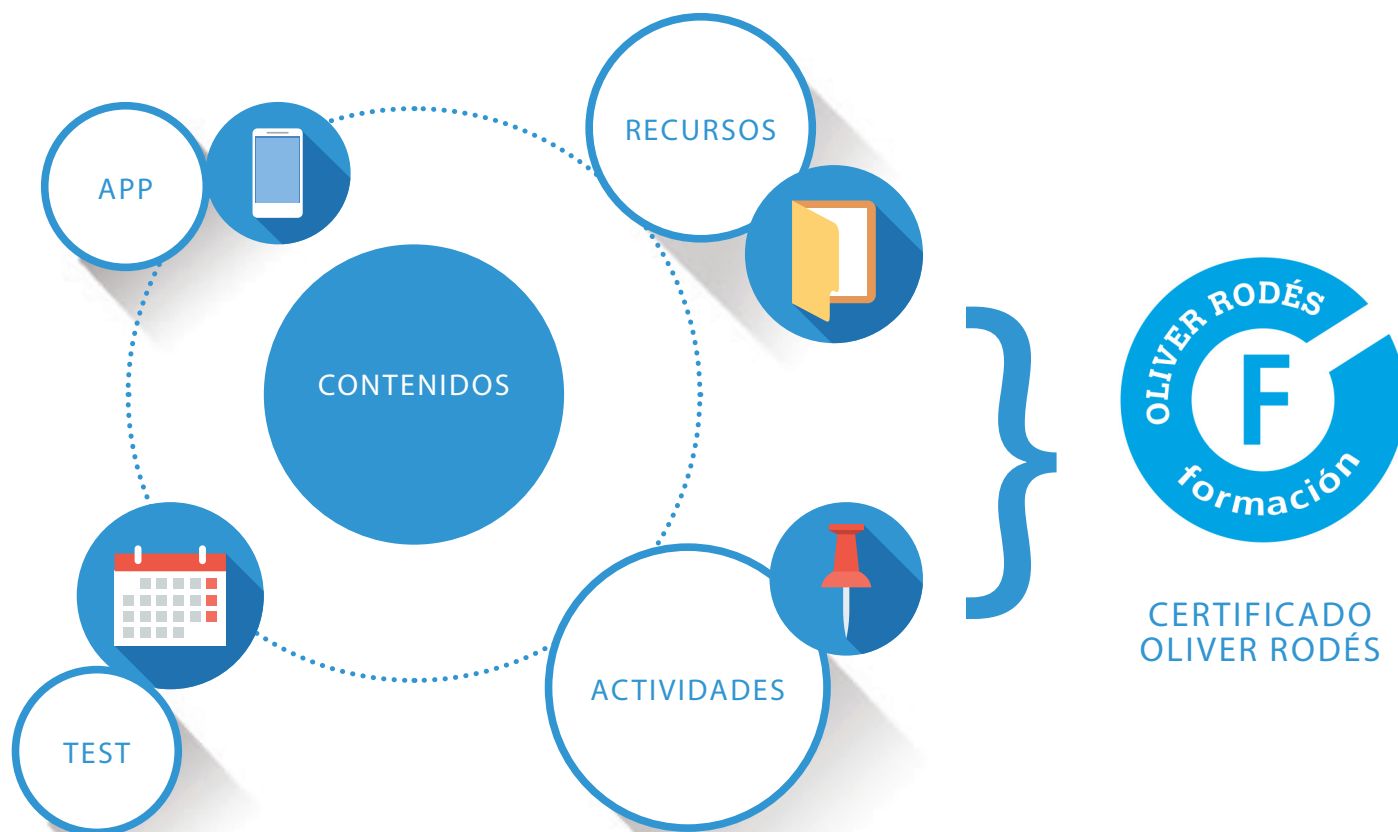 APP
RECURSOS
CONTENIDOS
TEST
ACTIVIDADES
OLIVER RODÉS
F
formación
CERTIFICADO
OLIVER RODÉS